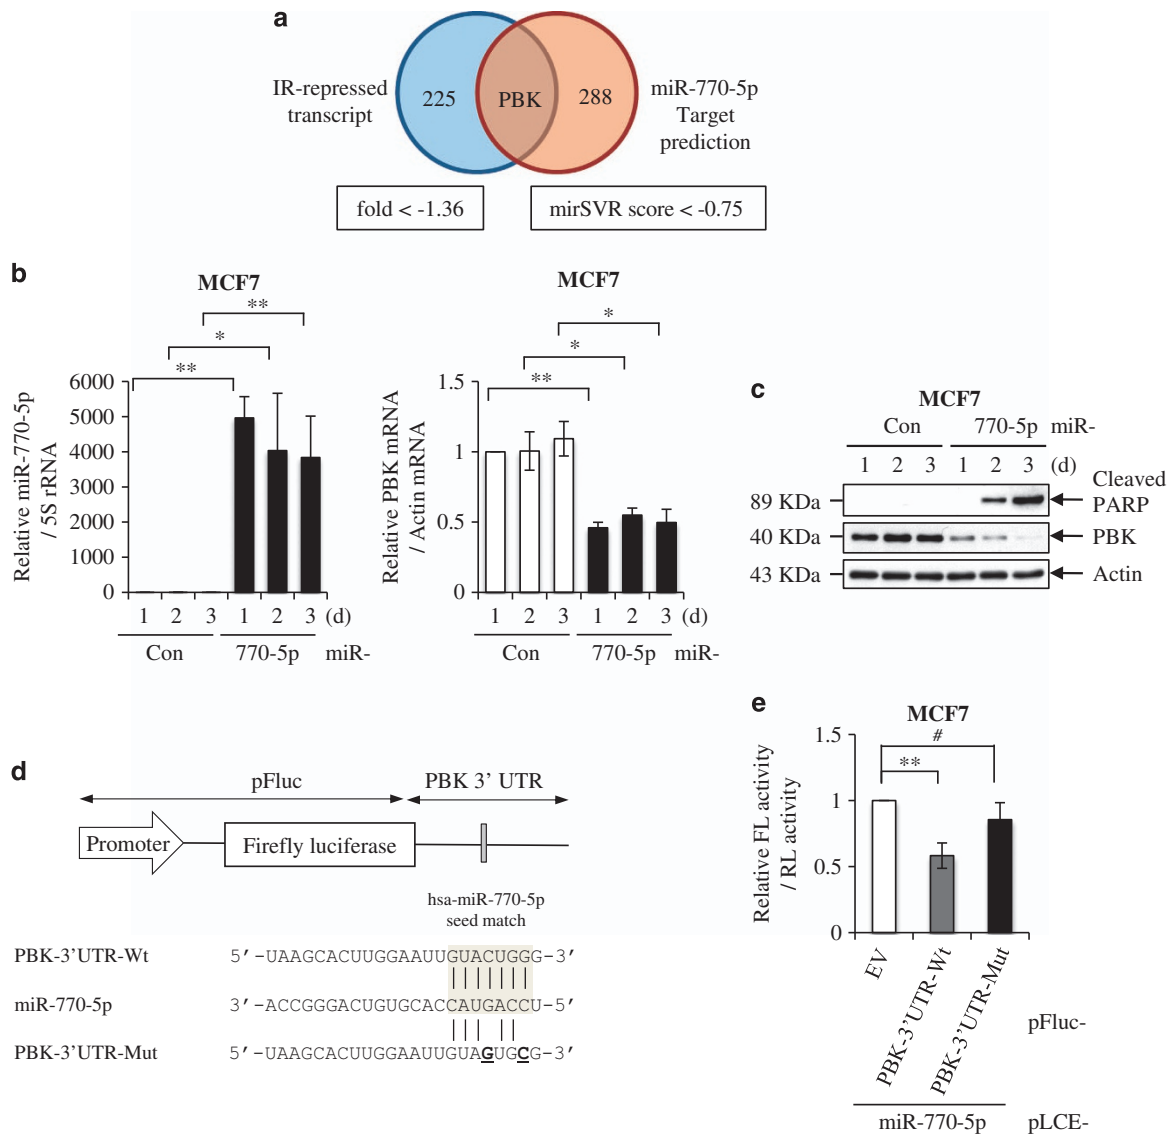 a
IR-repressed
transcript
225
PBK
288
miR-770-5p
Target
prediction
fold < -1.36
mirSVR score < -0.75
b
MCF7
**
*
**
Relative miR-770-5p
/ 5S rRNA
6000
5000
4000
3000
2000
1000
0
1 2 3 1 2 3 (d)
Con 770-5p miR-
MCF7
*
*
**
Relative PBK mRNA
/ Actin mRNA
1.5
1
0.5
0
1 2 3 1 2 3 (d)
Con 770-5p miR-
c
MCF7
Con 770-5p miR-
1 2 3 1 2 3 (d)
89 KDa
Cleaved
PARP
40 KDa
PBK
43 KDa
Actin
d
pFluc
PBK 3' UTR
Promoter
Firefly luciferase
hsa-miR-770-5p
seed match
PBK-3'UTR-Wt 5′-UAAGCACUUGGAAUUGUACUGGG-3′
miR-770-5p 3′-ACCGGGACUGUGCACCAUGACCU-5′
PBK-3'UTR-Mut 5′-UAAGCACUUGGAAUUGUAGUGCG-3′
e
MCF7
#
**
Relative FL activity
/ RL activity
1.5
1
0.5
0
EV
PBK-3'UTR-Wt
PBK-3'UTR-Mut
pFluc-
miR-770-5p pLCE-